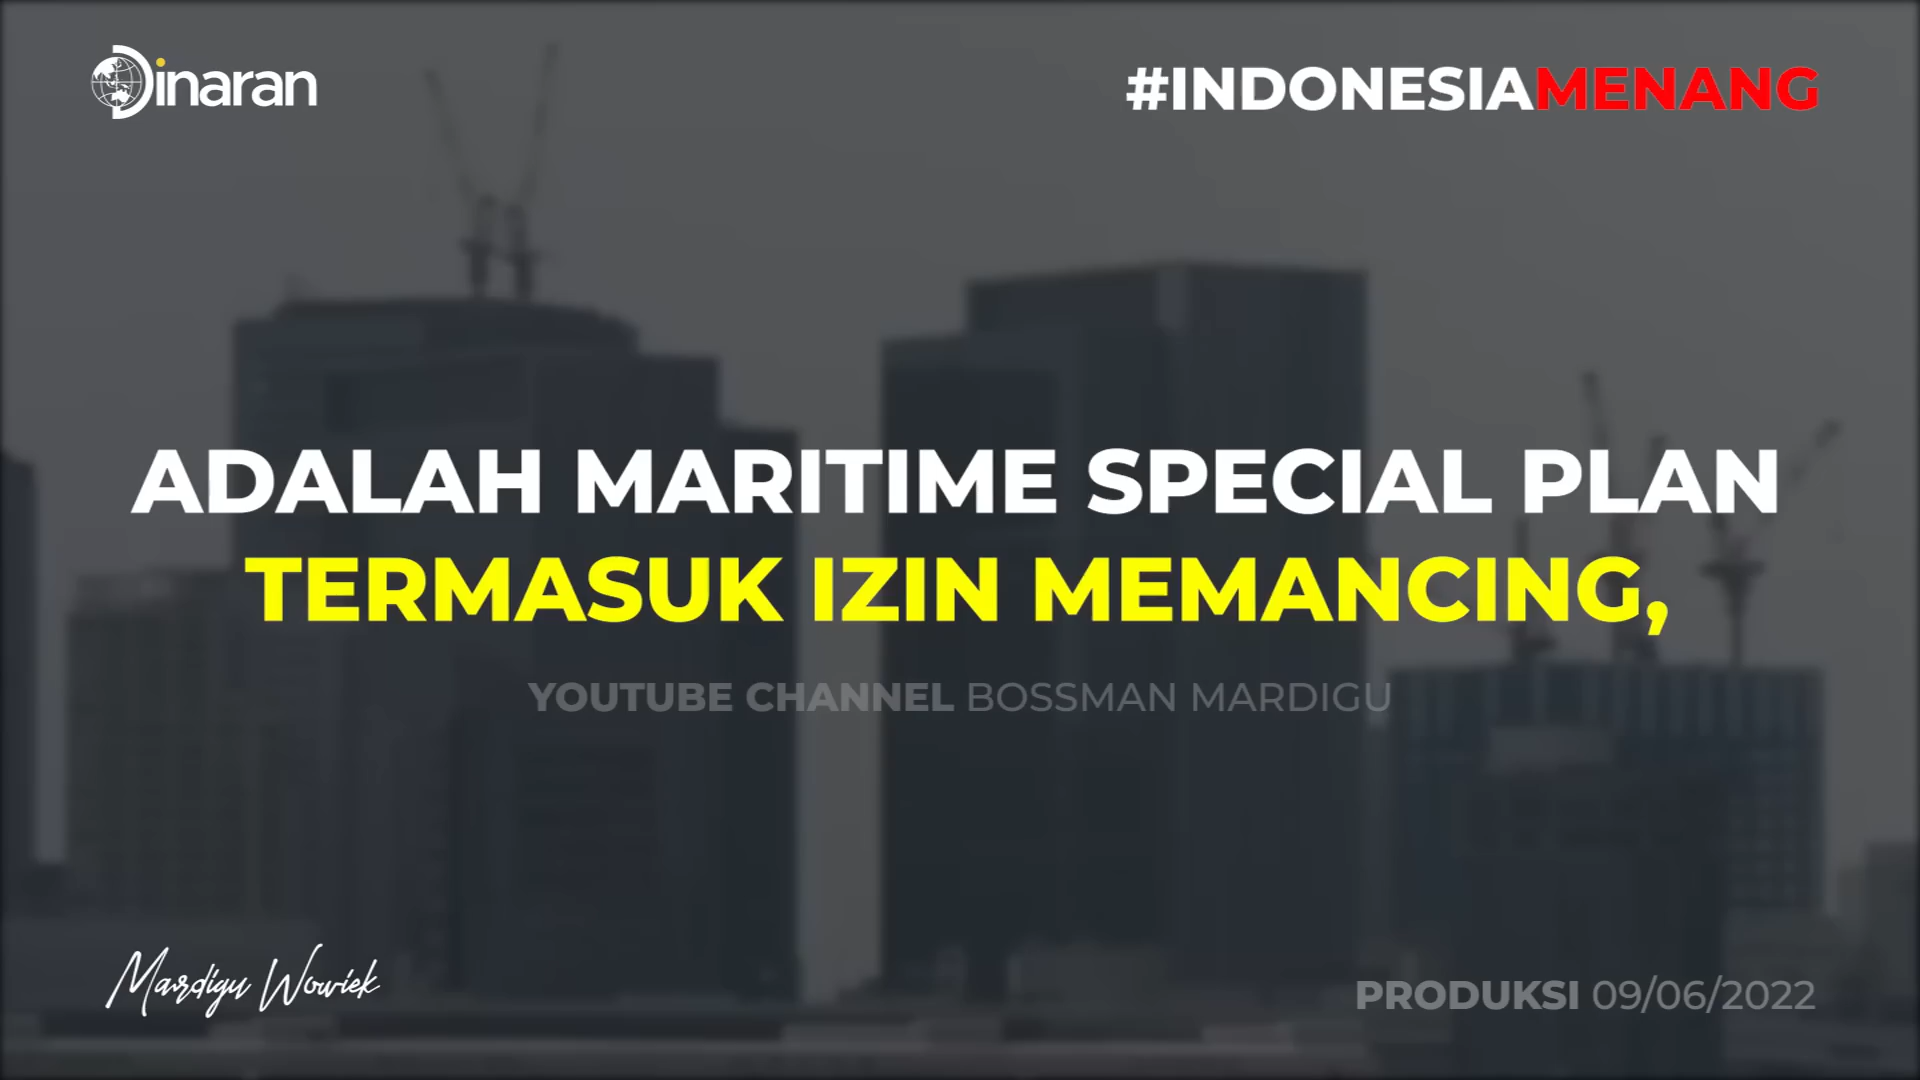 Dinaran
#INDONESIAMENANG
ADALAH MARITIME SPECIAL PLAN
TERMASUK IZIN MEMANCING,
YOUTUBE CHANNEL BOSSMAN MARDIGU
Mardigu Wowiek
PRODUKSI 09/06/2022